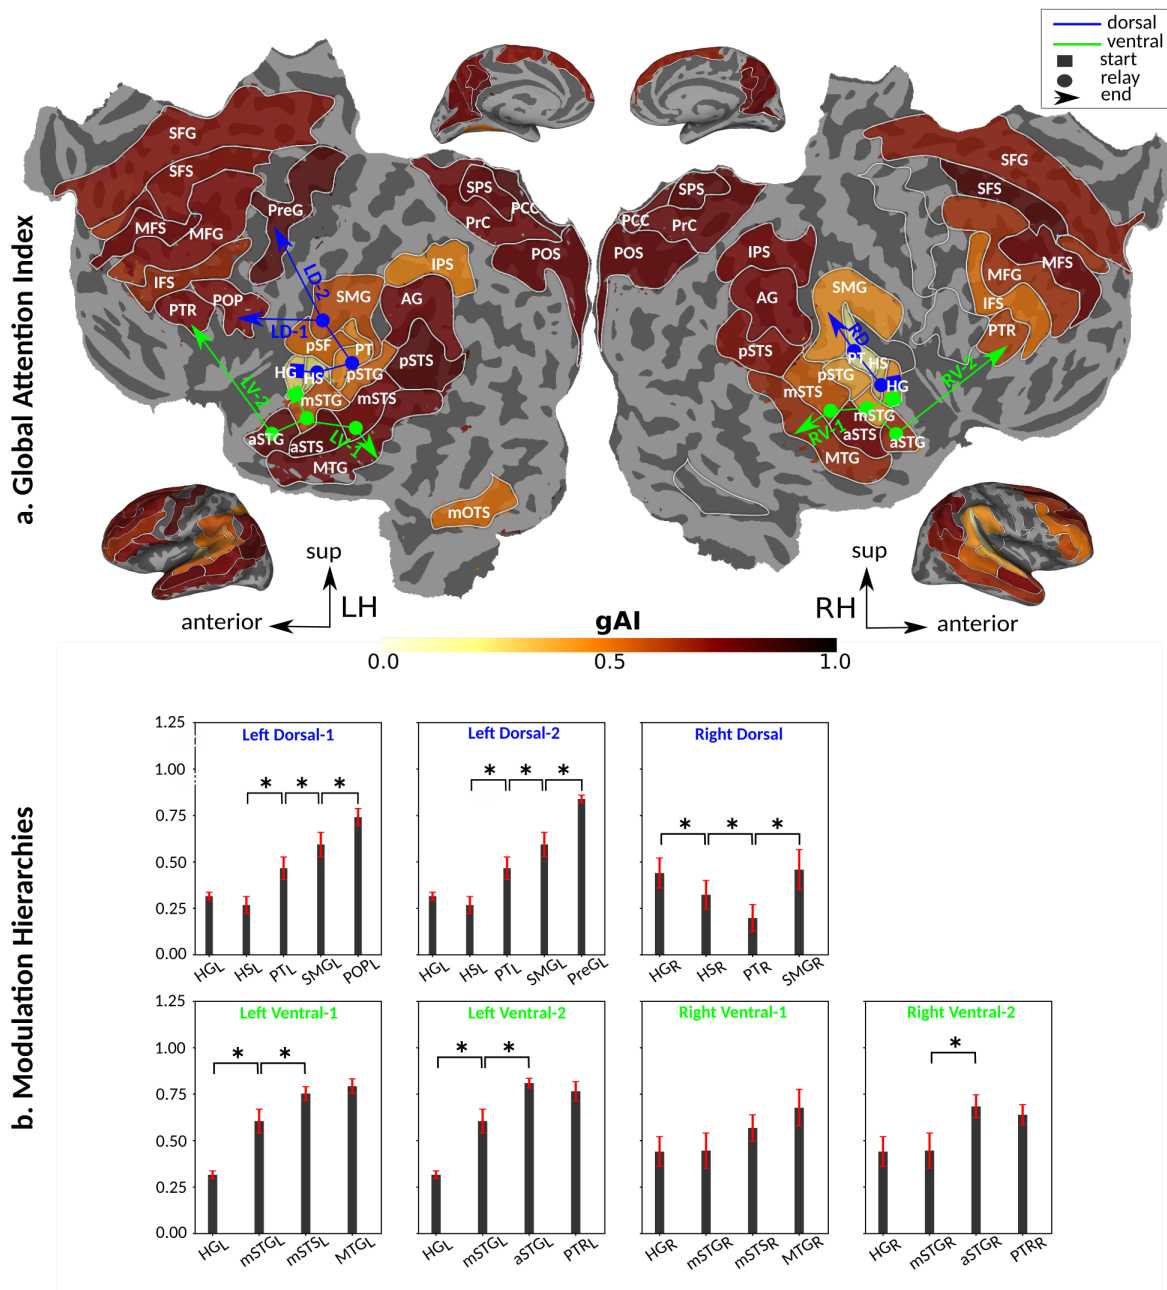 dorsal
ventral
start
relay
end
a. Global Attention Index
SFG
SFS
MFS
MFG
PreG
IFS
PTR
POP
SPS
PCC
PrC
POS
IPS
SMG
AG
LD-2
LD-1
pSF
PT
HG
HS
pSTG
pSTS
mSTG
mSTS
LV-2
LV-1
aSTG
aSTS
MTG
mOTS
SFG
SFS
SPS
PCC
PrC
POS
IPS
MFS
MFG
IFS
PTR
SMG
AG
RD
PT
HS
HG
pSTS
pSTG
mSTS
mSTG
RV-2
RV-1
aSTS
aSTG
MTG
sup
LH
anterior
sup
RH
anterior
gAI
0.0 0.5 1.0
b. Modulation Hierarchies
Left Dorsal-1
1.25
1.00
0.75
0.50
0.25
0.00
* * *
HGL HSL PTL SMGL POPL
Left Dorsal-2
* * *
HGL HSL PTL SMGL PreGL
Right Dorsal
* * *
HGR HSR PTR SMGR
Left Ventral-1
1.25
1.00
0.75
0.50
0.25
0.00
* *
HGL mSTGL mSTSL MTGL
Left Ventral-2
* *
HGL mSTGL aSTGL PTRL
Right Ventral-1
HGR mSTGR mSTSR MTGR
Right Ventral-2
*
HGR mSTGR aSTGR PTRR